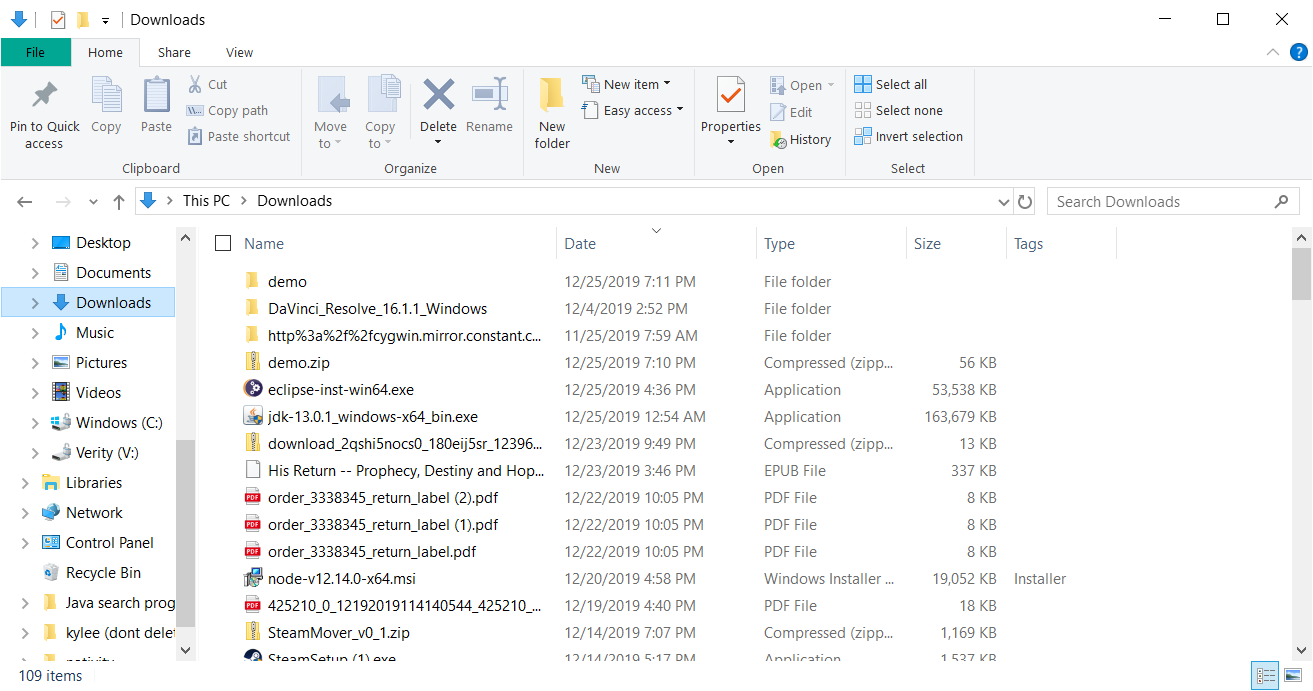 Downloads
File Home Share View
Pin to Quick access
Copy
Paste
Cut
Copy path
Paste shortcut
Clipboard
Move to
Copy to
Delete
Rename
Organize
New folder
New item
Easy access
New
Properties
Open
Edit
History
Open
Select all
Select none
Invert selection
Select
This PC > Downloads
Search Downloads
Desktop
Documents
Downloads
Music
Pictures
Videos
Windows (C:)
Verity (V:)
Libraries
Network
Control Panel
Recycle Bin
Java search prog
kylee (dont delet
nativity
Name Date Type Size Tags
demo 12/25/2019 7:11 PM File folder
DaVinci_Resolve_16.1.1_Windows 12/4/2019 2:52 PM File folder
http%3a%2f%2fcygwin.mirror.constant.c... 11/25/2019 7:59 AM File folder
demo.zip 12/25/2019 7:10 PM Compressed (zipp... 56 KB
eclipse-inst-win64.exe 12/25/2019 4:36 PM Application 53,538 KB
jdk-13.0.1_windows-x64_bin.exe 12/25/2019 12:54 AM Application 163,679 KB
download_2qshi5nocs0_180eij5sr_12396... 12/23/2019 9:49 PM Compressed (zipp... 13 KB
His Return -- Prophecy, Destiny and Hop... 12/23/2019 3:46 PM EPUB File 337 KB
order_3338345_return_label (2).pdf 12/22/2019 10:05 PM PDF File 8 KB
order_3338345_return_label (1).pdf 12/22/2019 10:05 PM PDF File 8 KB
order_3338345_return_label.pdf 12/22/2019 10:05 PM PDF File 8 KB
node-v12.14.0-x64.msi 12/20/2019 4:58 PM Windows Installer ... 19,052 KB Installer
425210_0_12192019114140544_425210_... 12/19/2019 4:40 PM PDF File 18 KB
SteamMover_v0_1.zip 12/14/2019 7:07 PM Compressed (zipp... 1,169 KB
SteamSetup (1).exe 12/14/2019 5:17 PM Application 1,537 KB
109 items